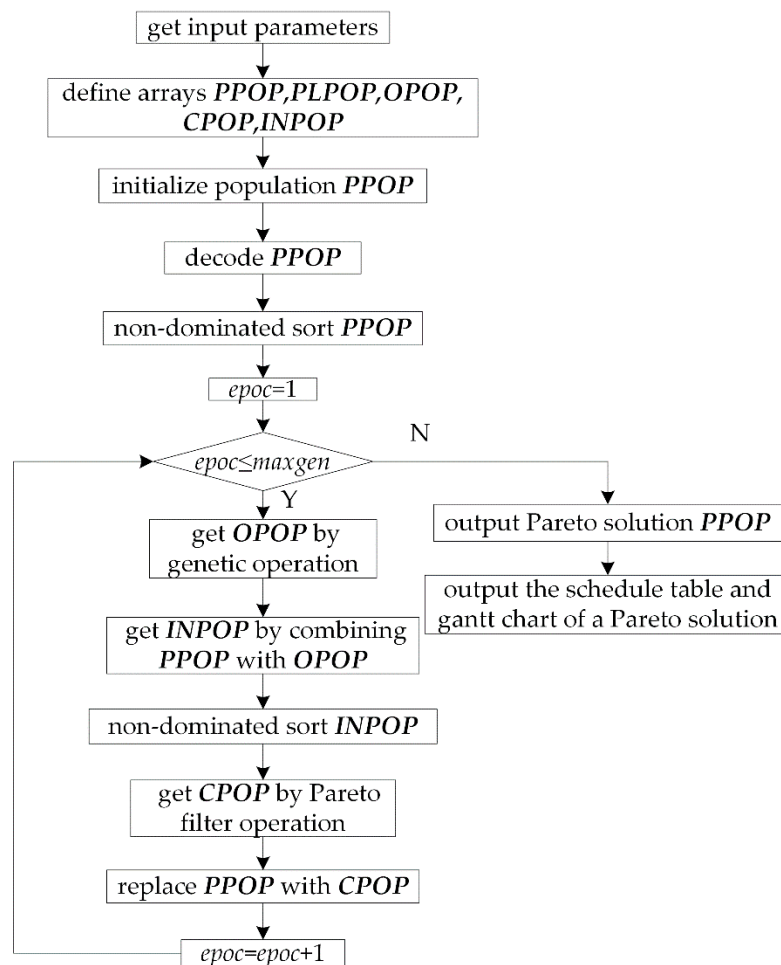 get input parameters
define arrays PPOP,PLPOP,OPOP,
CPOP,INPOP
initialize population PPOP
decode PPOP
non-dominated sort PPOP
epoc=1
epoc≤maxgen
N
Y
get OPOP by
genetic operation
get INPOP by combining
PPOP with OPOP
non-dominated sort INPOP
get CPOP by Pareto
filter operation
replace PPOP with CPOP
epoc=epoc+1
output Pareto solution PPOP
output the schedule table and
gantt chart of a Pareto solution